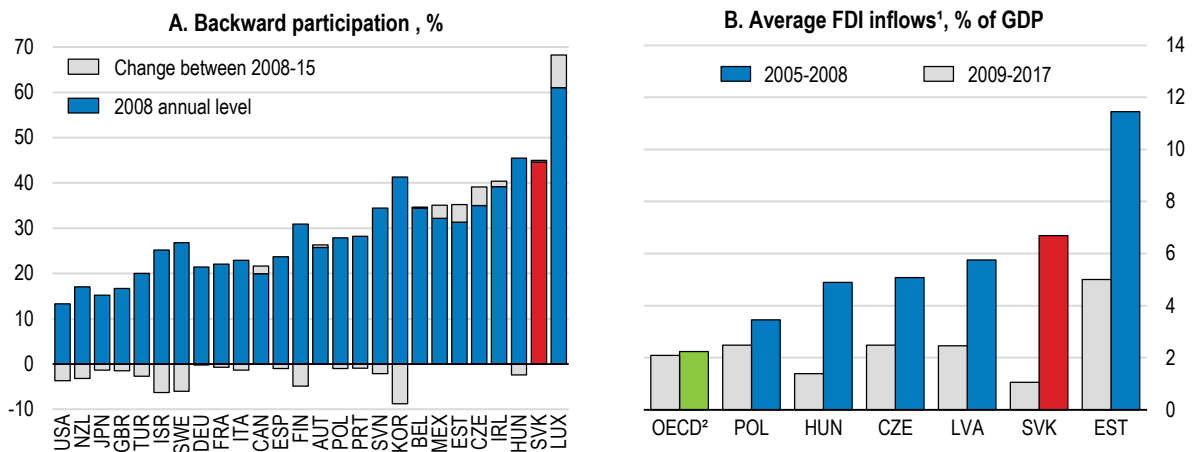 A. Backward participation , %
70
60
50
40
30
20
10
0
-10
Change between 2008-15
2008 annual level
USA
NZL
JPN
GBR
TUR
ISR
SWE
DEU
FRA
ITA
CAN
ESP
FIN
AUT
POL
PRT
SVN
KOR
BEL
MEX
EST
CZE
IRL
HUN
SVK
LUX
B. Average FDI inflows¹, % of GDP
2005-2008 2009-2017
14
12
10
8
6
4
2
0
OECD² POL HUN CZE LVA SVK EST